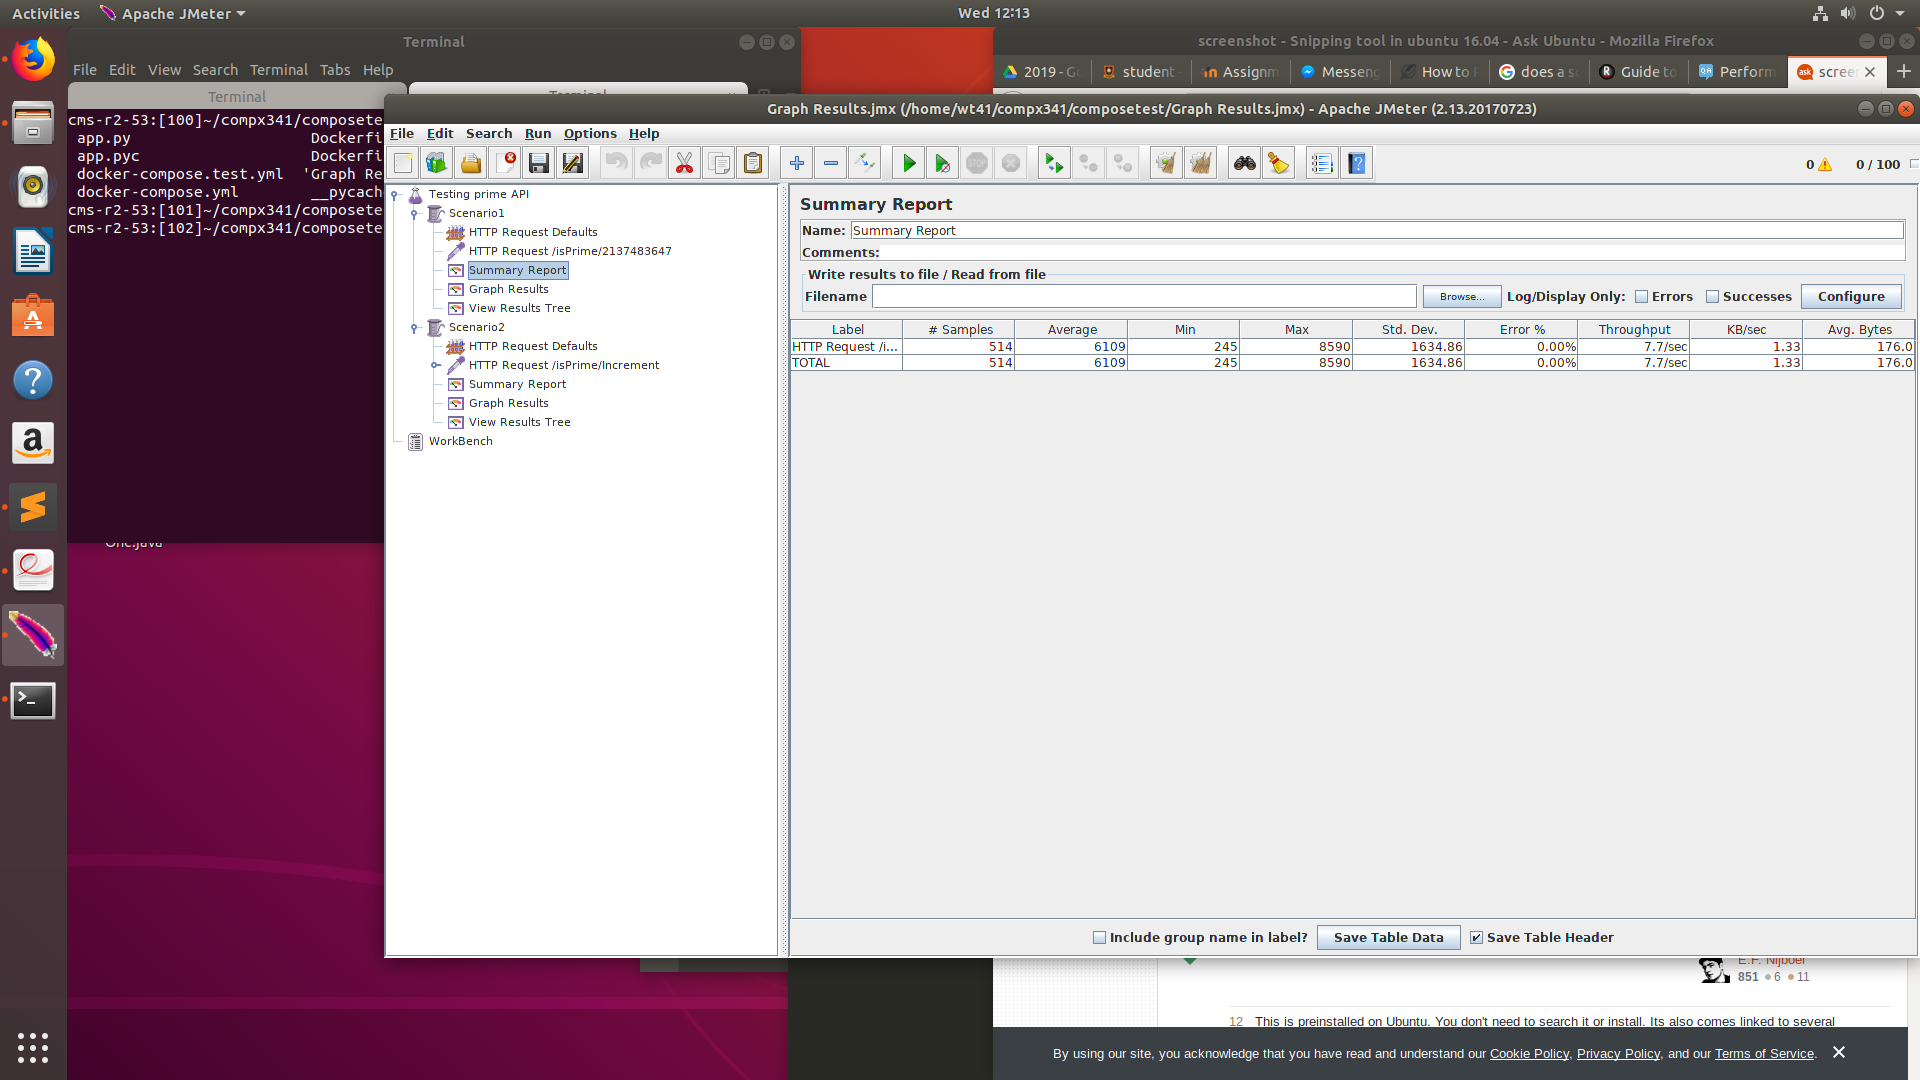 Activities
Apache JMeter
Wed 12:13
Terminal
File Edit View Search Terminal Tabs Help
Terminal
cms-r2-53:[100]~/compx341/composete
app.py Dockerfi
app.pyc Dockerfi
docker-compose.test.yml 'Graph Re
docker-compose.yml __pycach
cms-r2-53:[101]~/compx341/composete
cms-r2-53:[102]~/compx341/composete
One.java
screenshot - Snipping tool in ubuntu 16.04 - Ask Ubuntu - Mozilla Firefox
2019 - G
student
Assignm
Messeng
How to
does a s
Guide to
Perform
scree
Graph Results.jmx (/home/wt41/compx341/composetest/Graph Results.jmx) - Apache JMeter (2.13.20170723)
File Edit Search Run Options Help
STOP
0
0 / 100
Testing prime API
Scenario1
HTTP Request Defaults
HTTP Request /isPrime/2137483647
Summary Report
Graph Results
View Results Tree
Scenario2
HTTP Request Defaults
HTTP Request /isPrime/Increment
Summary Report
Graph Results
View Results Tree
WorkBench
Summary Report
Name: Summary Report
Comments:
Write results to file / Read from file
Filename
Browse...
Log/Display Only:
Errors
Successes
Configure
Label # Samples Average Min Max Std. Dev. Error % Throughput KB/sec Avg. Bytes
HTTP Request /i... 514 6109 245 8590 1634.86 0.00% 7.7/sec 1.33 176.0
TOTAL 514 6109 245 8590 1634.86 0.00% 7.7/sec 1.33 176.0
Include group name in label?
Save Table Data
Save Table Header
E.F. Nijboer
851 6 11
12 This is preinstalled on Ubuntu. You don't need to search it or install. Its also comes linked to several
By using our site, you acknowledge that you have read and understand our Cookie Policy, Privacy Policy, and our Terms of Service.